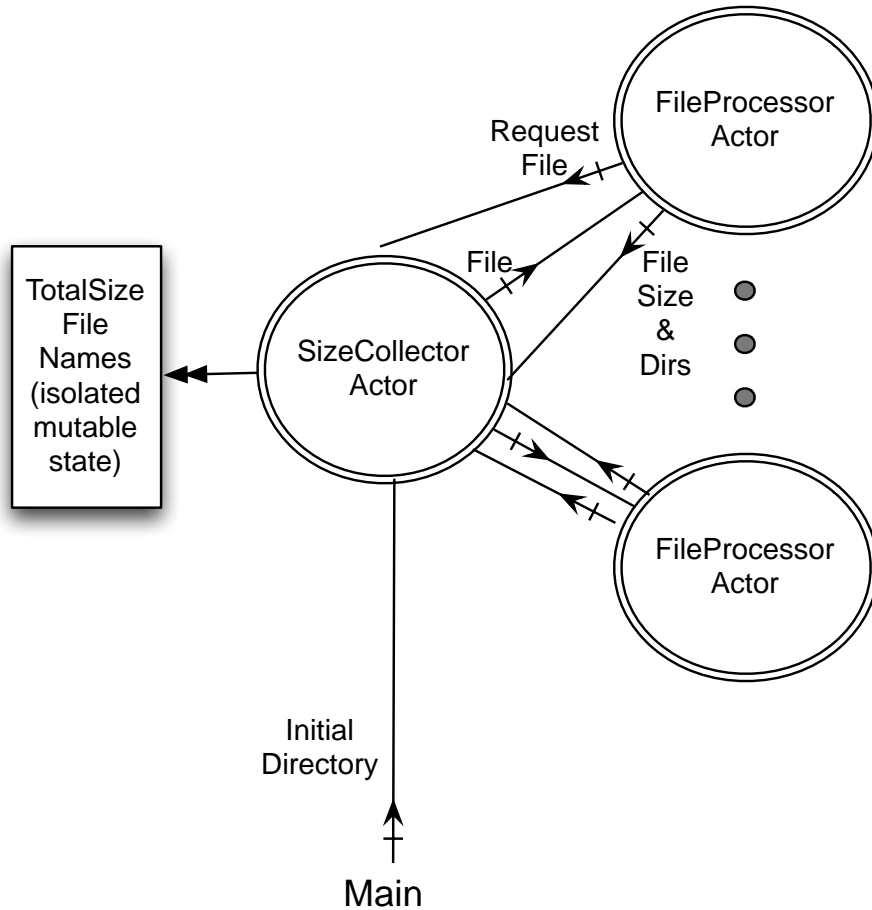 FileProcessor
Actor
Request
File
File
File
Size
&
Dirs
TotalSize
File
Names
(isolated
mutable
state)
SizeCollector
Actor
FileProcessor
Actor
Initial
Directory
Main